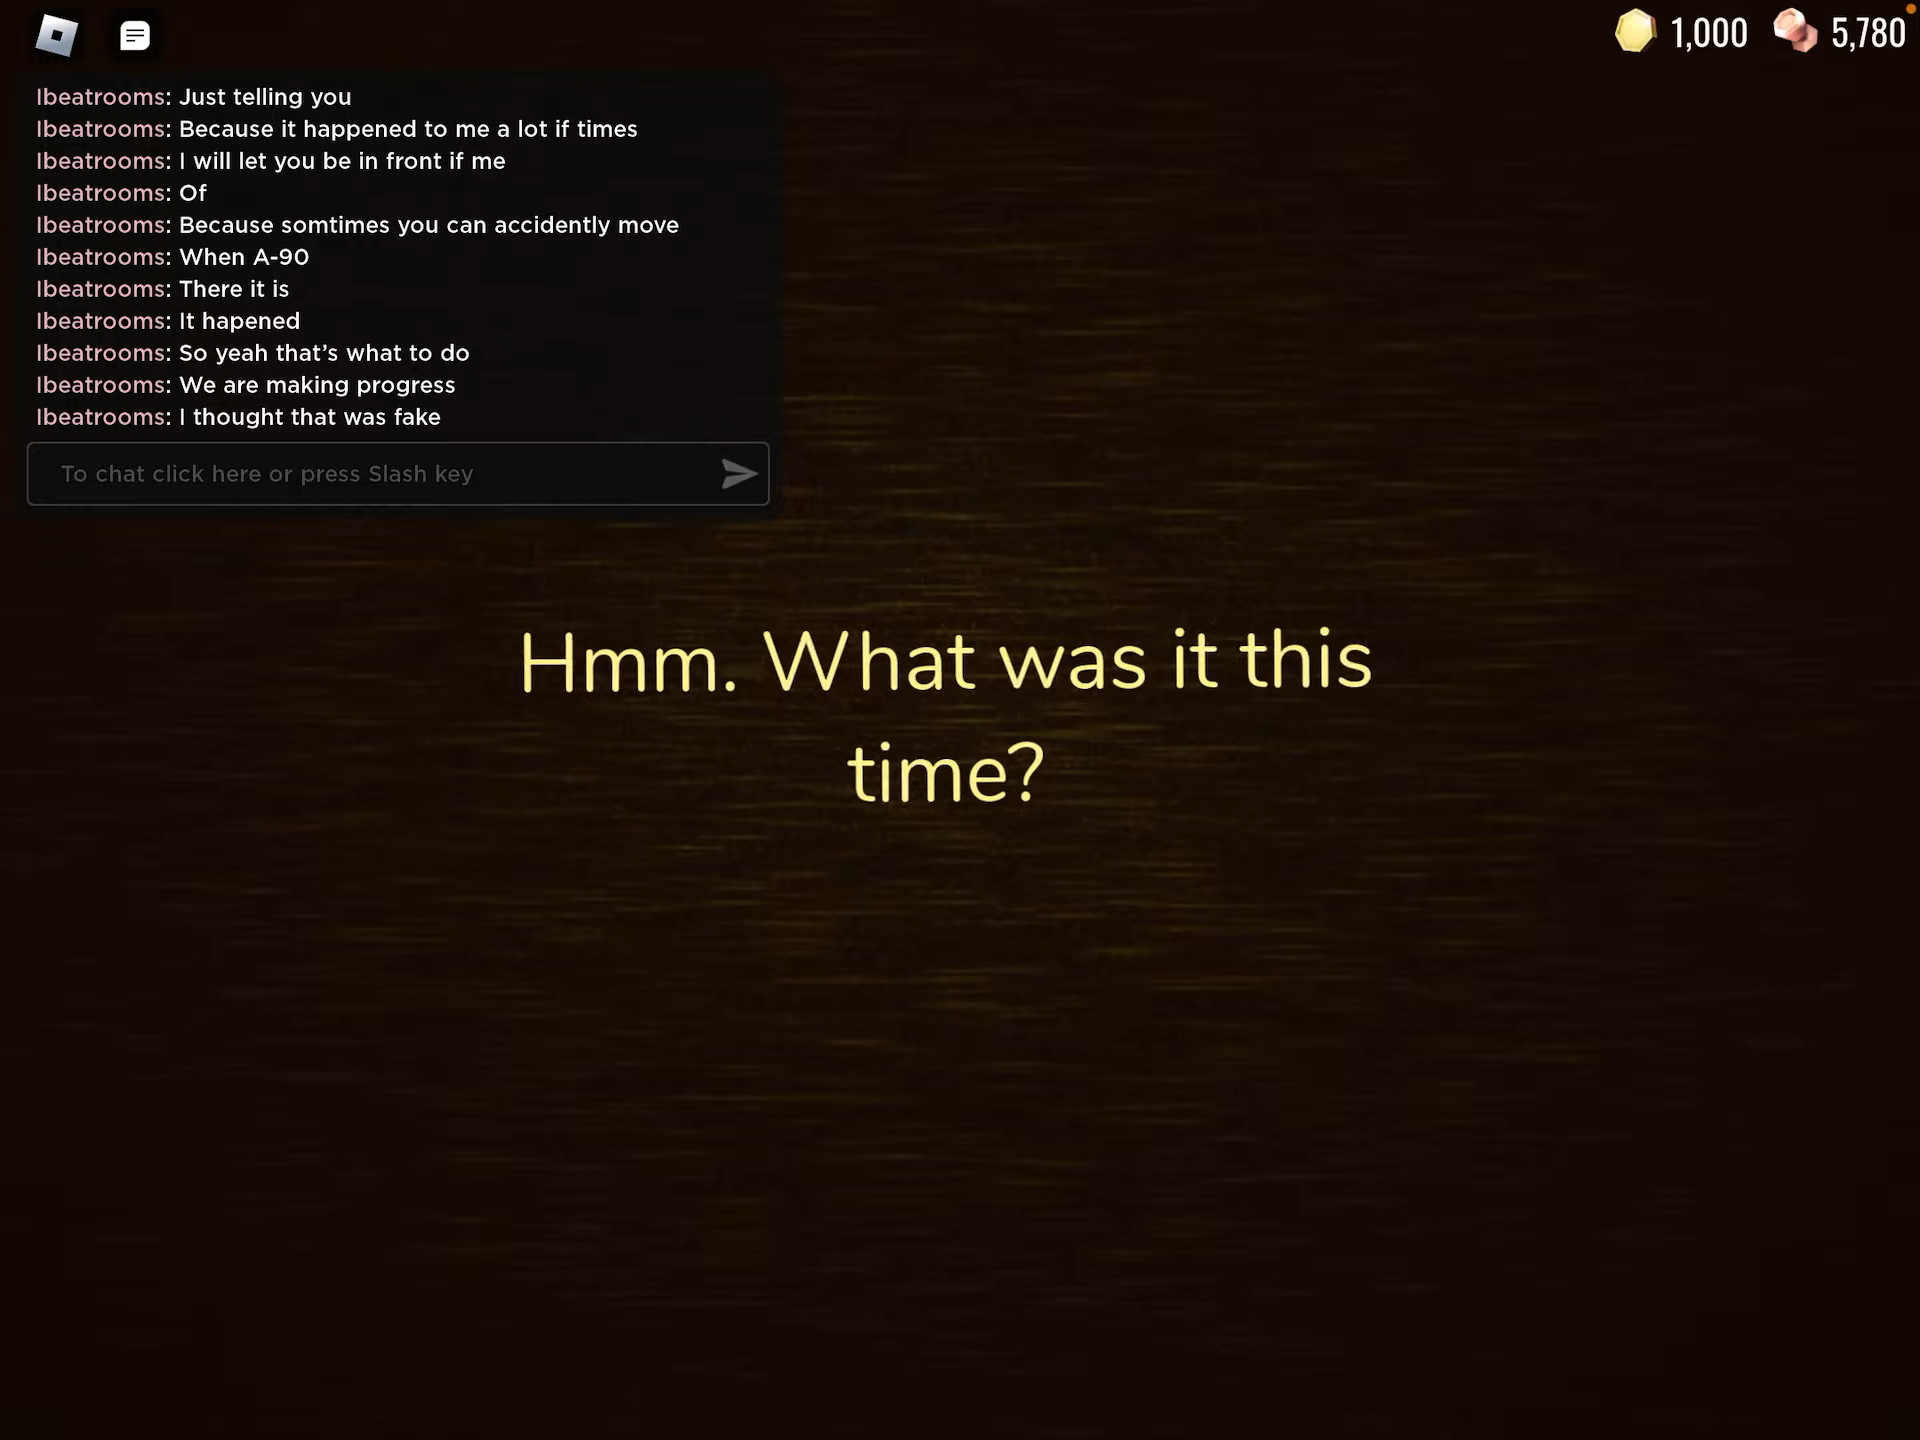 1,000 5,780
Ibeatrooms: Just telling you
Ibeatrooms: Because it happened to me a lot if times
Ibeatrooms: I will let you be in front if me
Ibeatrooms: Of
Ibeatrooms: Because somtimes you can accidently move
Ibeatrooms: When A-90
Ibeatrooms: There it is
Ibeatrooms: It hapened
Ibeatrooms: So yeah that’s what to do
Ibeatrooms: We are making progress
Ibeatrooms: I thought that was fake
To chat click here or press Slash key
Hmm. What was it this
time?